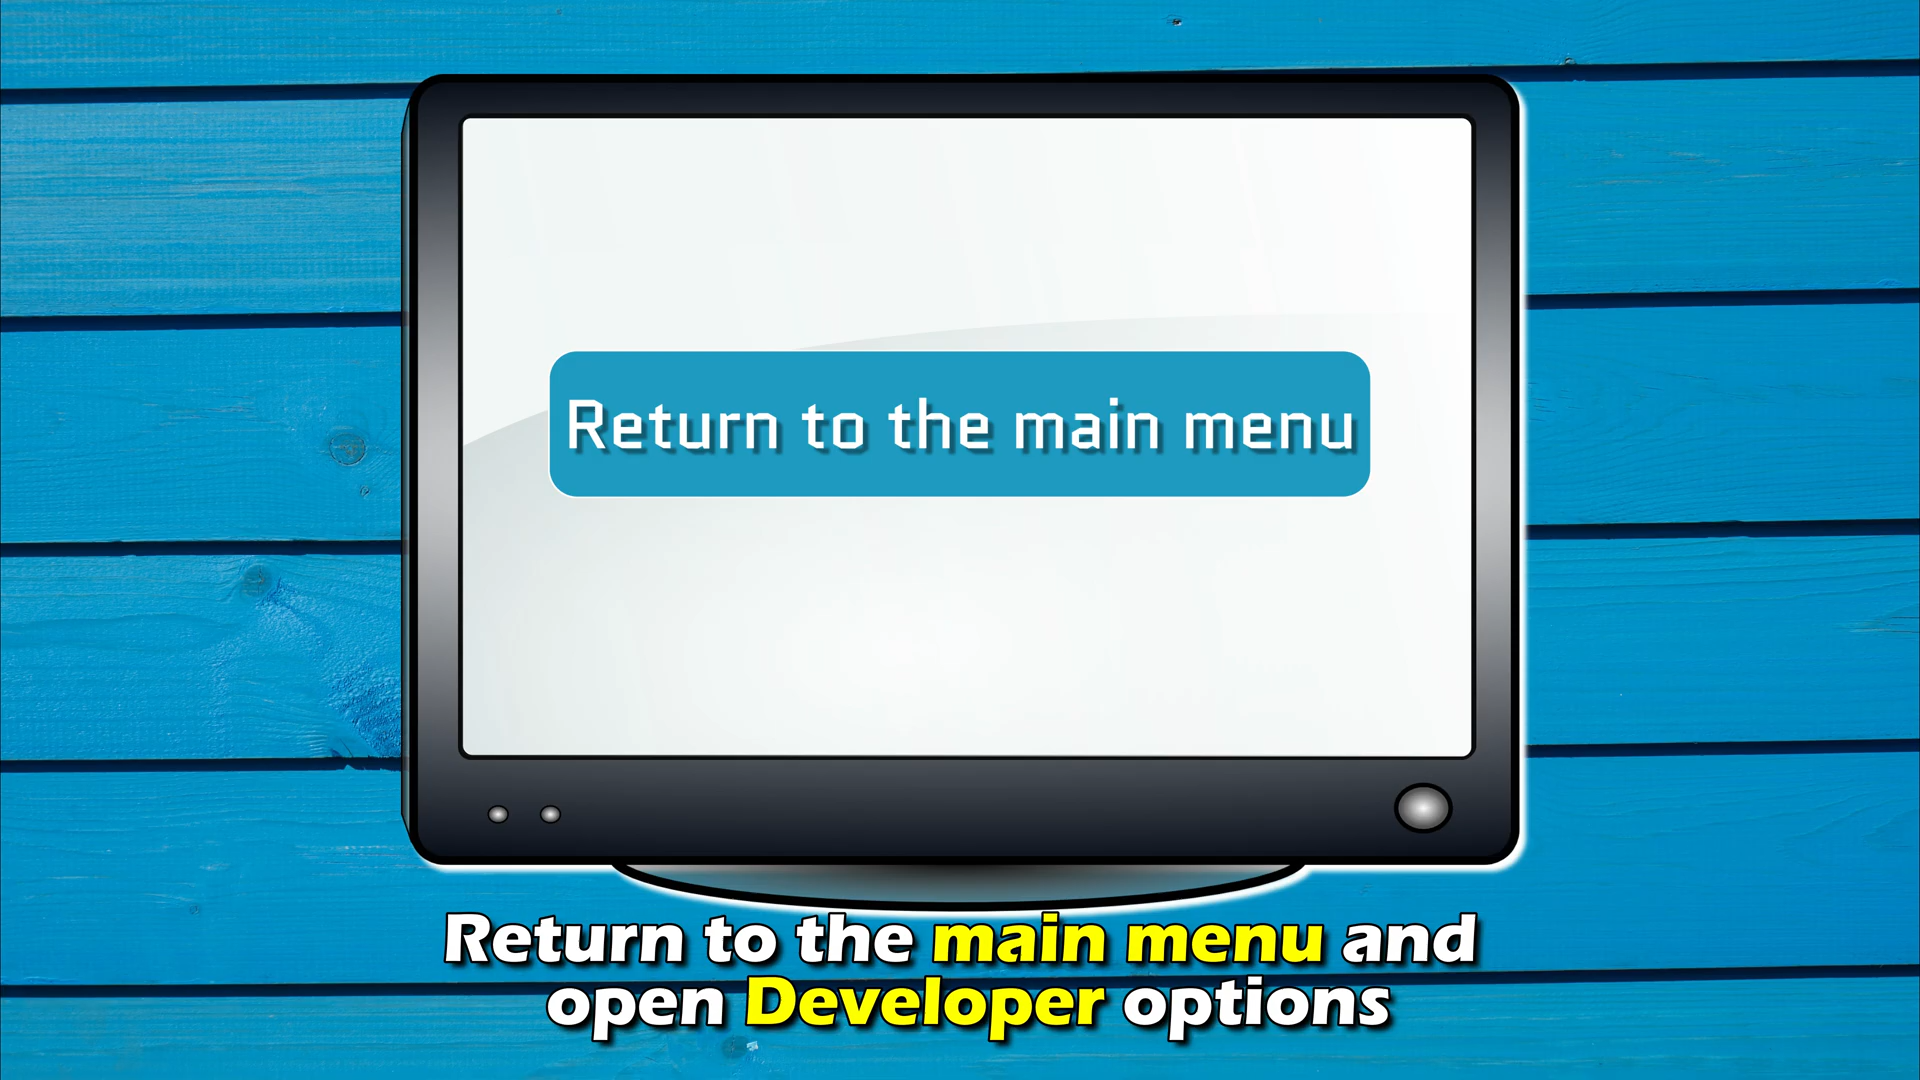 Return to the main menu
Return to the main menu and
open Developer options